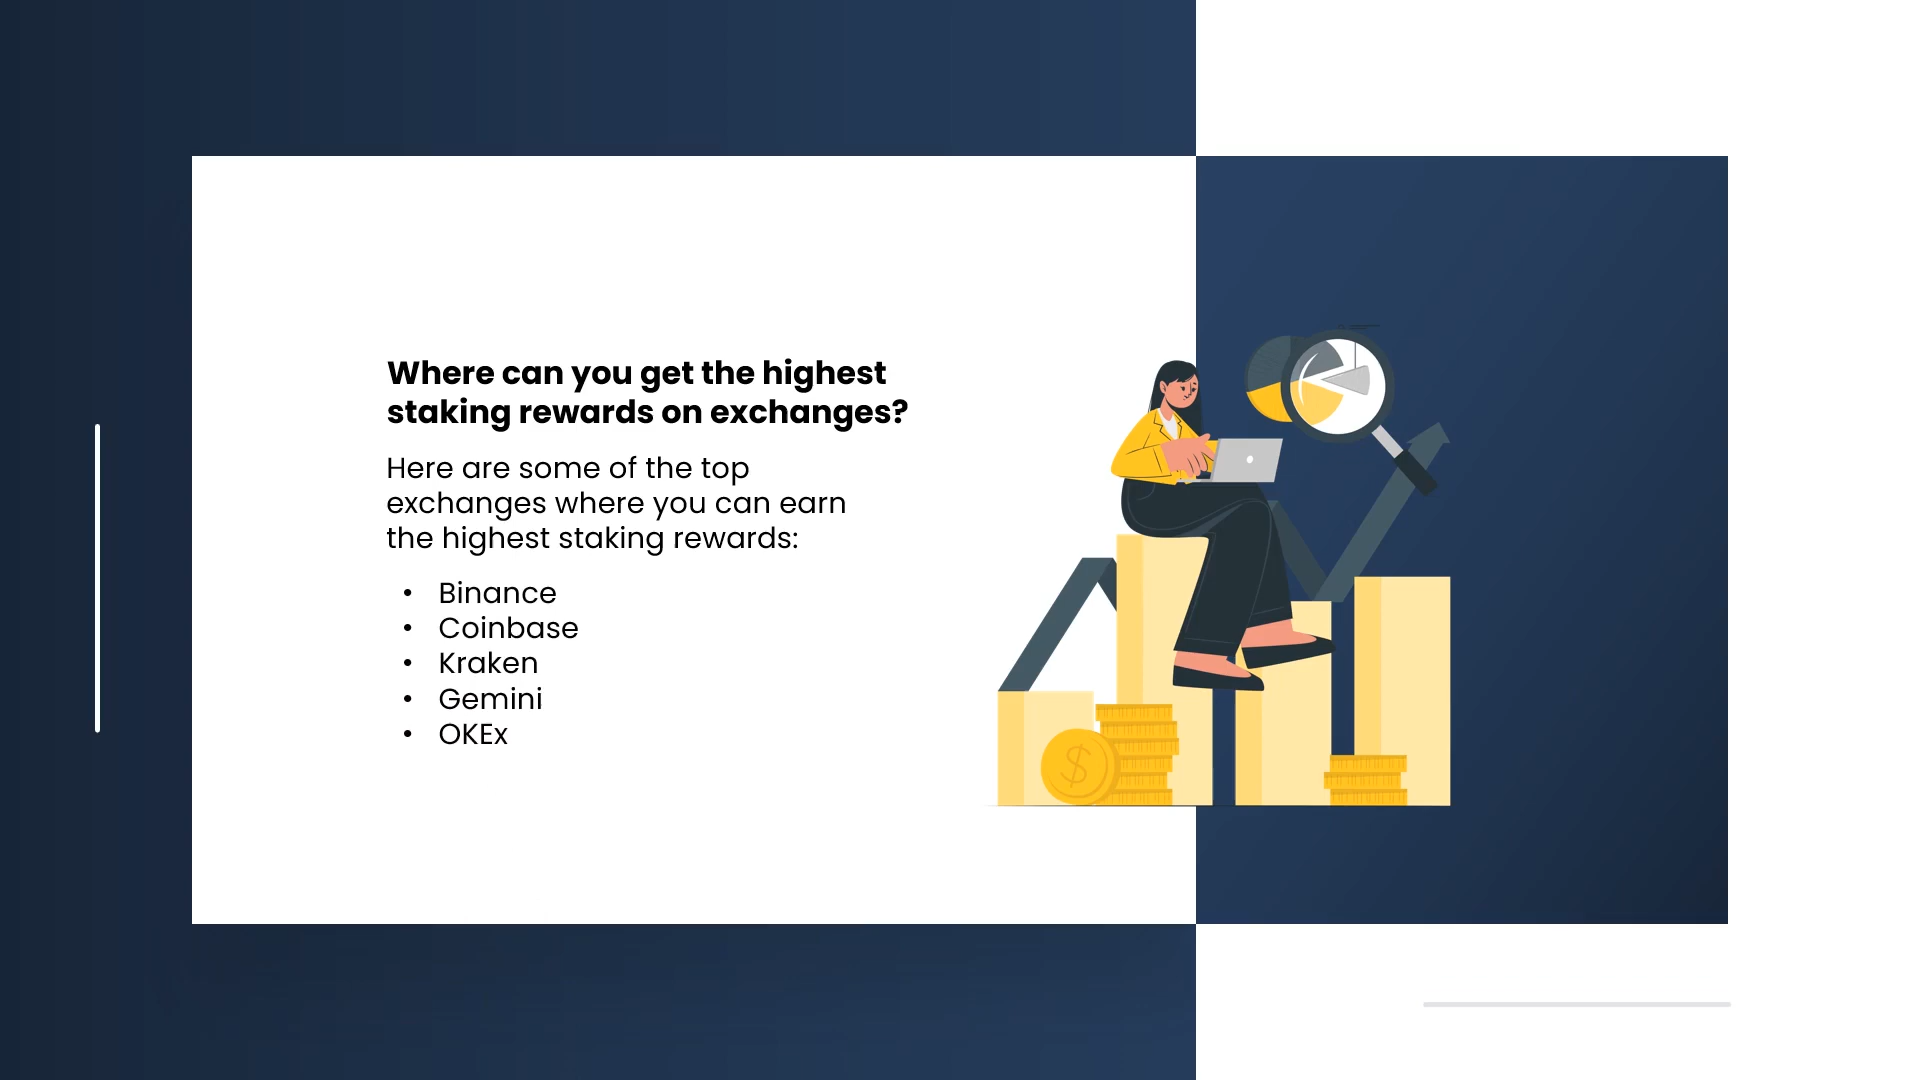 Where can you get the highest
staking rewards on exchanges?
Here are some of the top
exchanges where you can earn
the highest staking rewards:
• Binance
• Coinbase
• Kraken
• Gemini
• OKEx
$